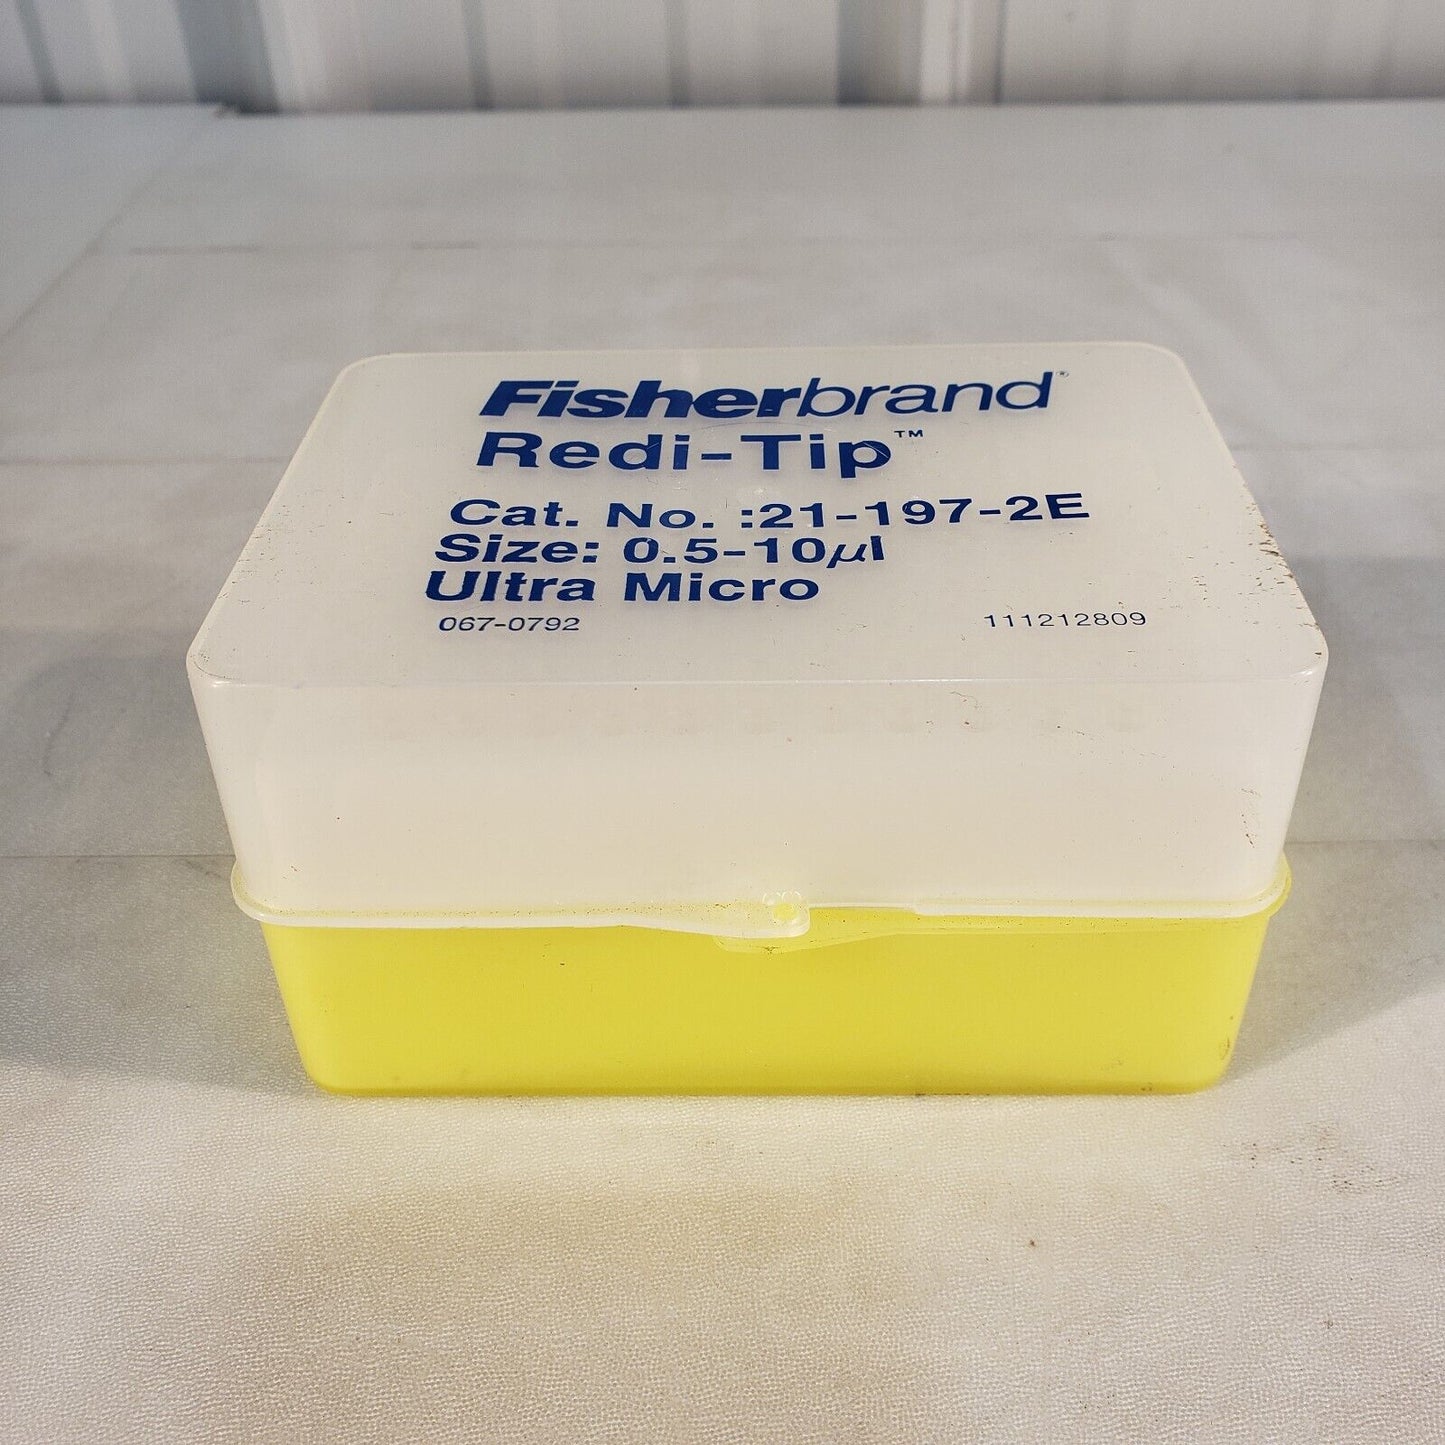 Fisherbrand®
Redi-Tip™
Cat. No. :21-197-2E
Size: 0.5-10µl
Ultra Micro
067-0792 111212809